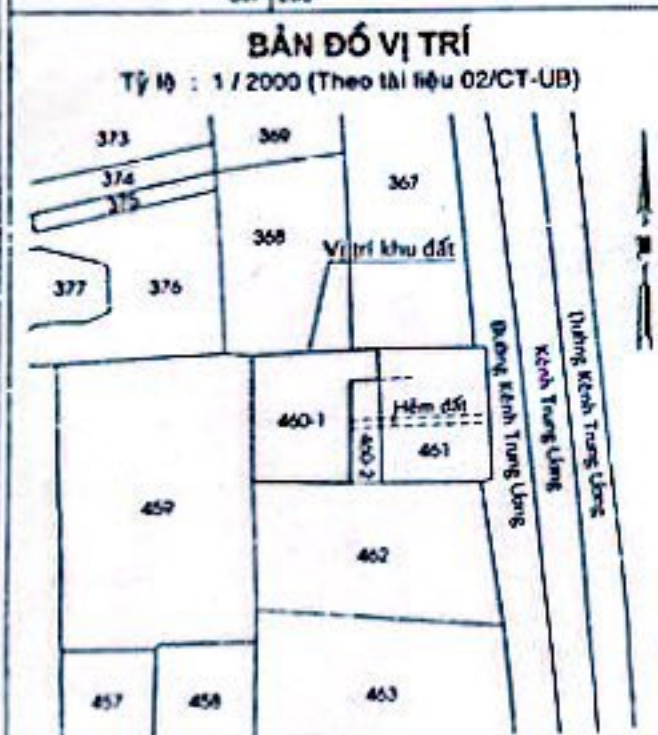 BẢN ĐỒ VỊ TRÍ
Tỷ lệ : 1 / 2000 (Theo tài liệu 02/CT-UB)
373
369
374
375
367
368
Vị trí khu đất
377
376
Đường Kênh Trung Ương
Kênh Trung Ương
Đường Kênh Trung Ương
460-1
Hẻm đất
460-2
461
459
462
457
458
463